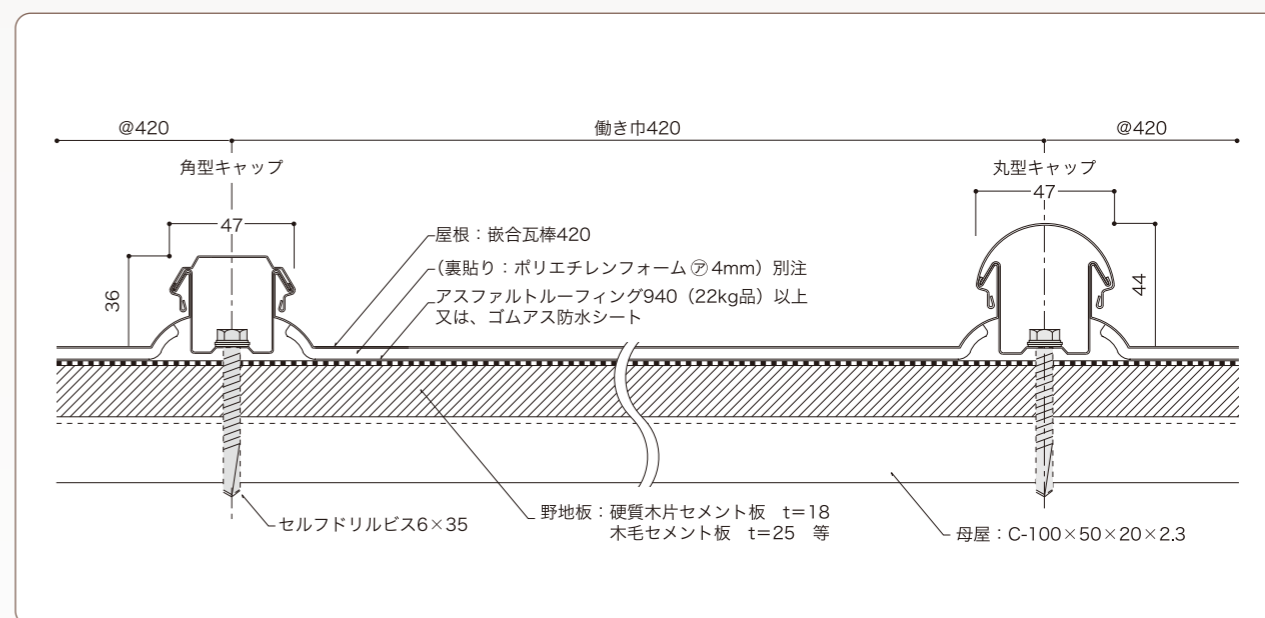 @420
働き巾420
@420
角型キャップ
丸型キャップ
47
47
屋根：嵌合瓦棒420
（裏貼り：ポリエチレンフォーム㋐4mm）別注
アスファルトルーフィング940（22kg品）以上
又は、ゴムアス防水シート
36
44
セルフドリルビス6×35
野地板：硬質木片セメント板　t＝18
木毛セメント板　t＝25　等
母屋：C-100×50×20×2.3